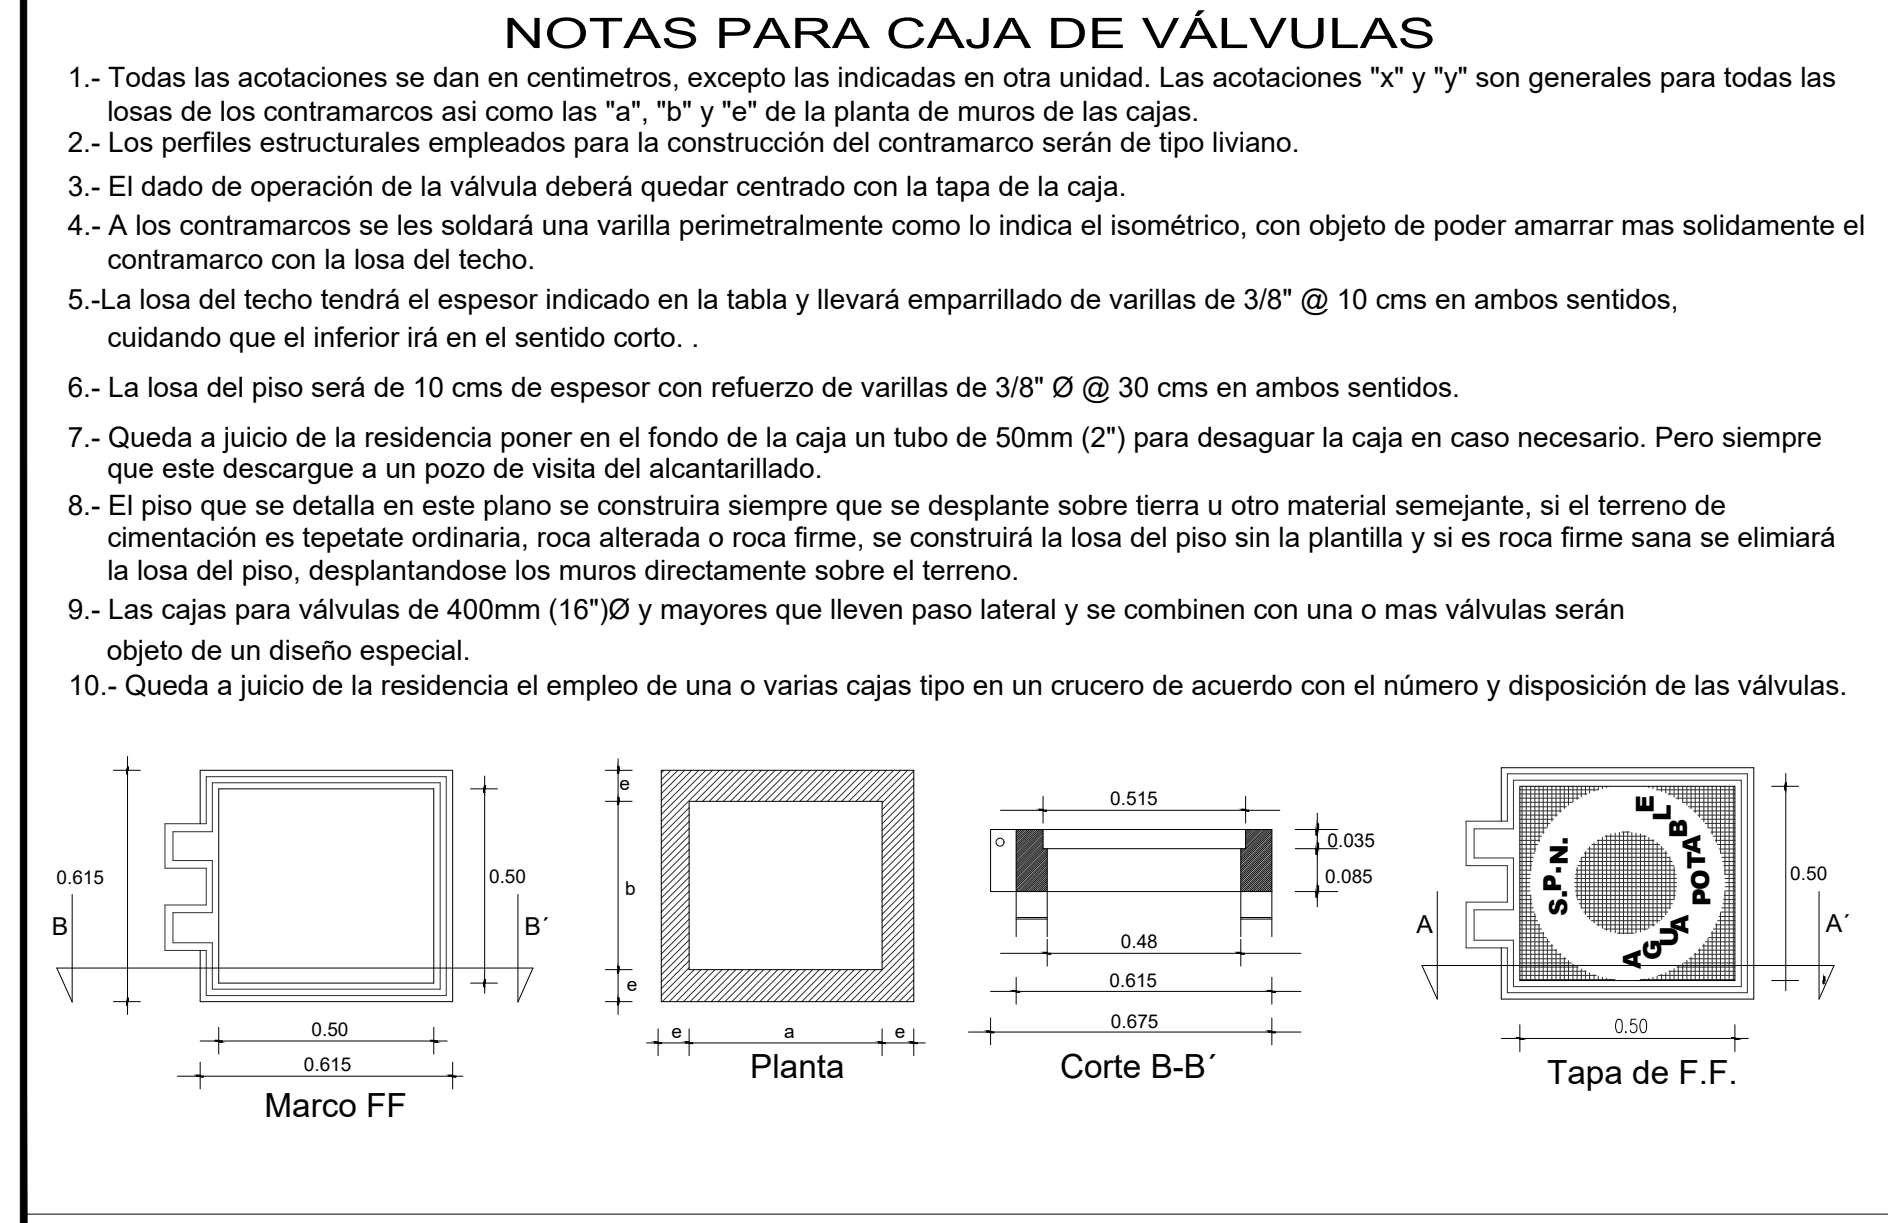 NOTAS PARA CAJA DE VÁLVULAS
1.- Todas las acotaciones se dan en centimetros, excepto las indicadas en otra unidad. Las acotaciones "x" y "y" son generales para todas las
losas de los contramarcos asi como las "a", "b" y "e" de la planta de muros de las cajas.
2.- Los perfiles estructurales empleados para la construcción del contramarco serán de tipo liviano.
3.- El dado de operación de la válvula deberá quedar centrado con la tapa de la caja.
4.- A los contramarcos se les soldará una varilla perimetralmente como lo indica el isométrico, con objeto de poder amarrar mas solidamente el
contramarco con la losa del techo.
5.-La losa del techo tendrá el espesor indicado en la tabla y llevará emparrillado de varillas de 3/8" @ 10 cms en ambos sentidos,
cuidando que el inferior irá en el sentido corto. .
6.- La losa del piso será de 10 cms de espesor con refuerzo de varillas de 3/8" Ø @ 30 cms en ambos sentidos.
7.- Queda a juicio de la residencia poner en el fondo de la caja un tubo de 50mm (2") para desaguar la caja en caso necesario. Pero siempre
que este descargue a un pozo de visita del alcantarillado.
8.- El piso que se detalla en este plano se construira siempre que se desplante sobre tierra u otro material semejante, si el terreno de
cimentación es tepetate ordinaria, roca alterada o roca firme, se construirá la losa del piso sin la plantilla y si es roca firme sana se elimiará
la losa del piso, desplantandose los muros directamente sobre el terreno.
9.- Las cajas para válvulas de 400mm (16")Ø y mayores que lleven paso lateral y se combinen con una o mas válvulas serán
objeto de un diseño especial.
10.- Queda a juicio de la residencia el empleo de una o varias cajas tipo en un crucero de acuerdo con el número y disposición de las válvulas.
0.615
0.50
B
B´
0.50
0.615
Marco FF
e
b
e
e
a
e
Planta
0.515
0.035
0.085
0.48
0.615
0.675
Corte B-B´
S.P.N.
AGUA POTABLE
0.50
A
A´
0.50
Tapa de F.F.